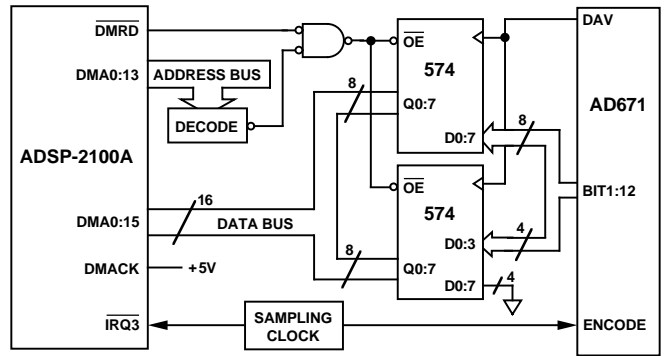 DMRD
DMA0:13
ADDRESS BUS
DECODE
ADSP-2100A
DMA0:15
16
DATA BUS
DMACK
+5V
IRQ3
SAMPLING
CLOCK
8
8
OE
574
Q0:7
D0:7
OE
574
D0:3
Q0:7
D0:7
8
4
4
DAV
AD671
BIT1:12
ENCODE